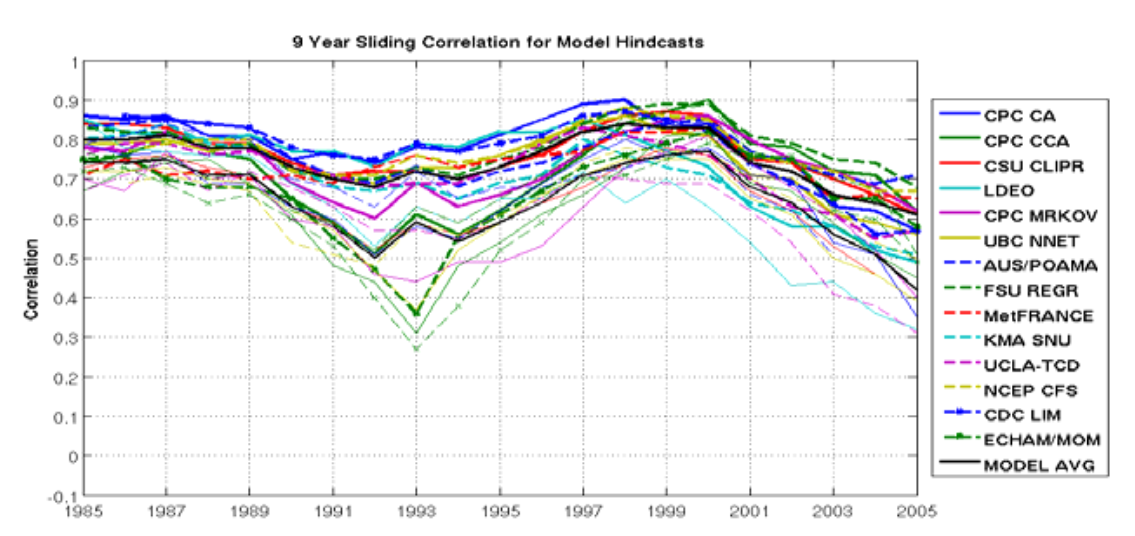 9 Year Sliding Correlation for Model Hindcasts
Correlation
1
0.9
0.8
0.7
0.6
0.5
0.4
0.3
0.2
0.1
0
-0.1
1985 1987 1989 1991 1993 1995 1997 1999 2001 2003 2005
CPC CA
CPC CCA
CSU CLIPR
LDEO
CPC MRKOV
UBC NNET
AUS/POAMA
FSU REGR
MetFRANCE
KMA SNU
UCLA-TCD
NCEP CFS
CDC LIM
ECHAM/MOM
MODEL AVG